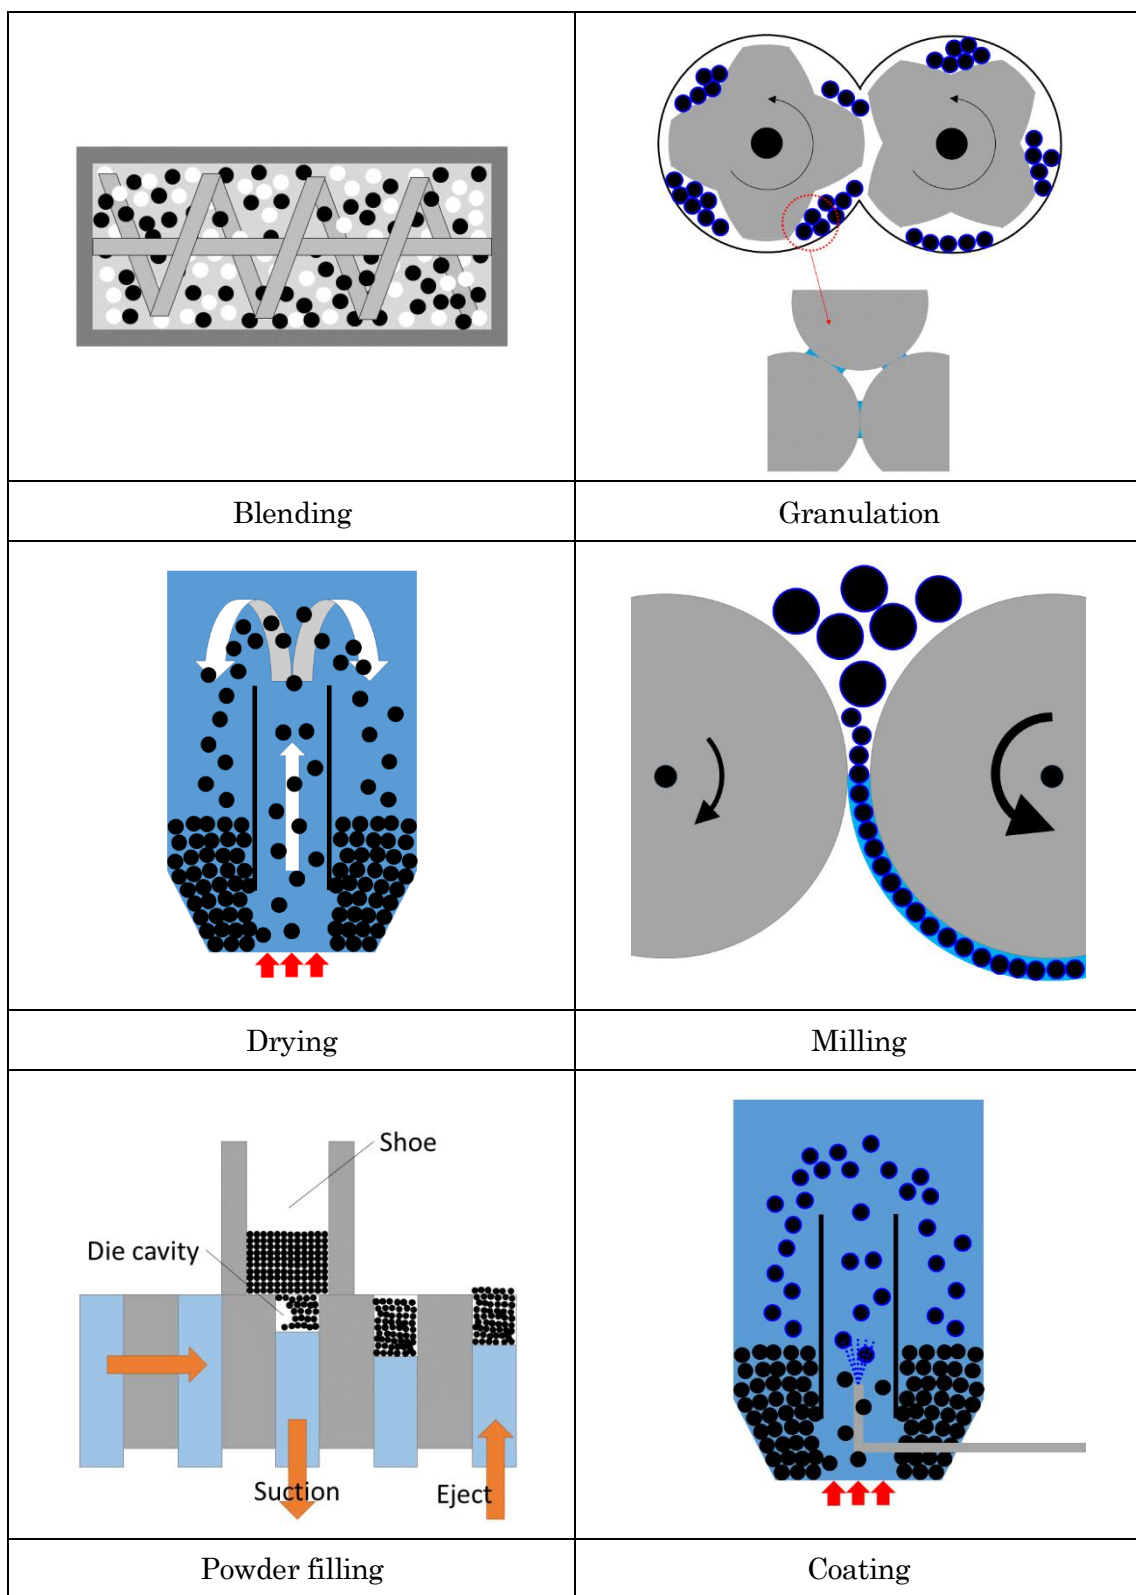 Blending
Granulation
Drying
Milling
Shoe
Die cavity
Suction
Eject
Powder filling
Coating